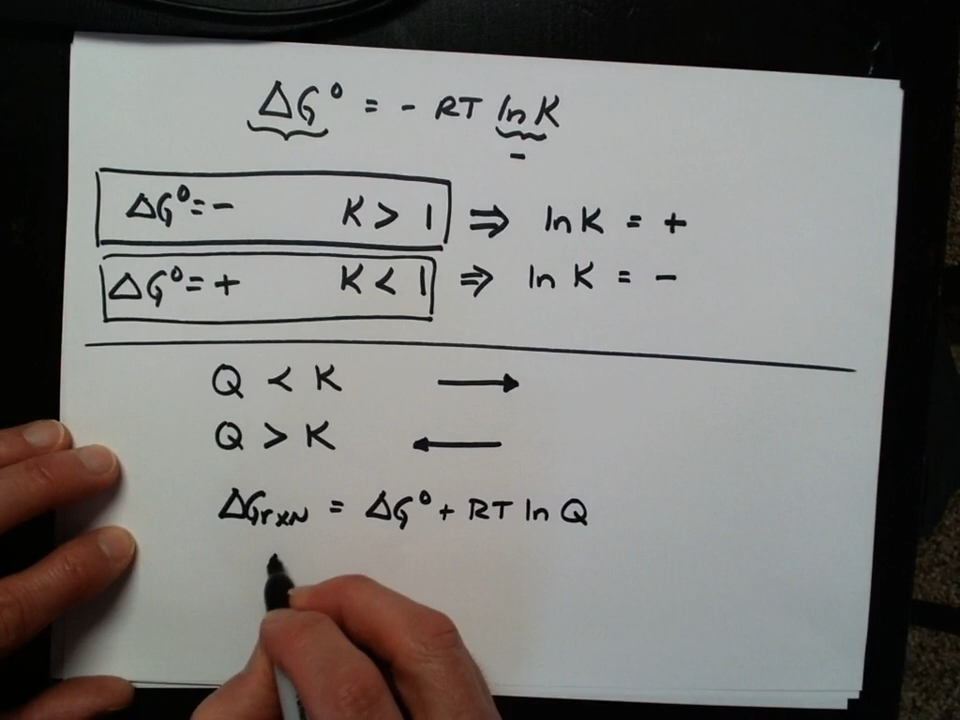 ΔG° = - RT ln K
-
ΔG° = - K > 1 ⇒ ln K = +
ΔG° = + K < 1 ⇒ ln K = -
Q < K →
Q > K ←
ΔGrxN = ΔG° + RT ln Q